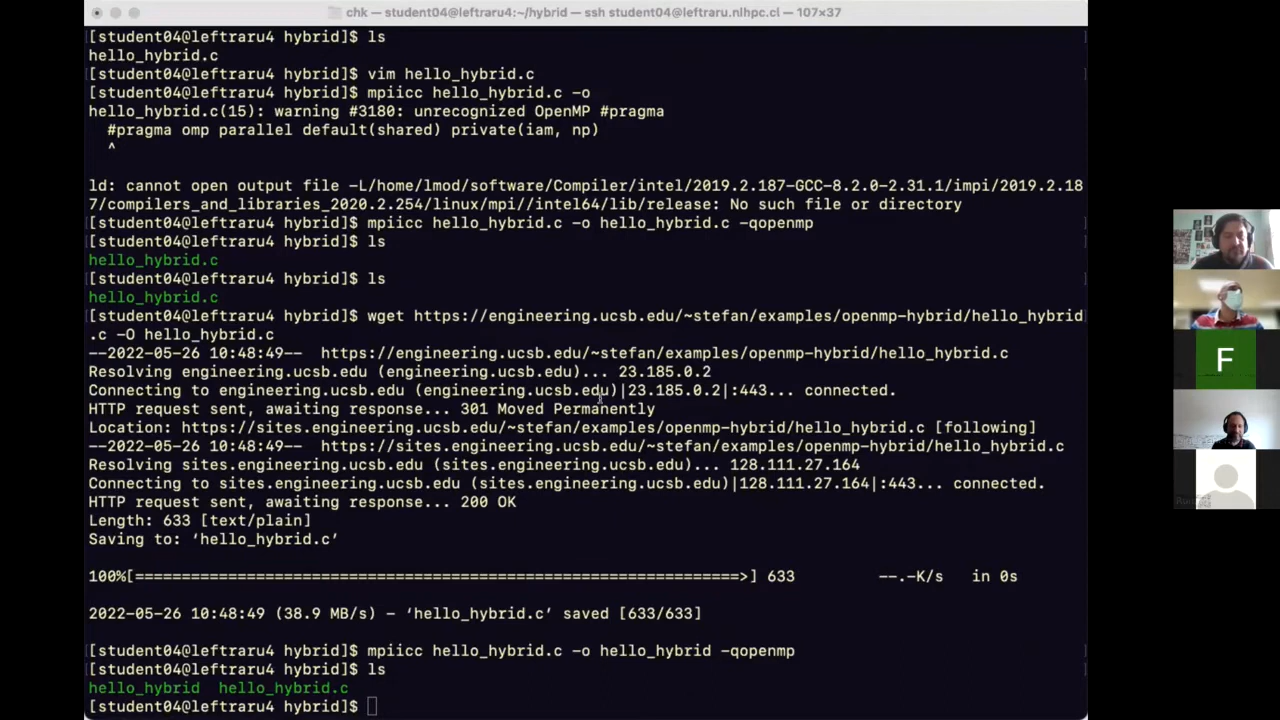 chk — student04@leftraru4:~/hybrid — ssh student04@leftraru.nlhpc.cl — 107×37
[student04@leftraru4 hybrid]$ ls
hello_hybrid.c
[student04@leftraru4 hybrid]$ vim hello_hybrid.c
[student04@leftraru4 hybrid]$ mpiicc hello_hybrid.c -o
hello_hybrid.c(15): warning #3180: unrecognized OpenMP #pragma
#pragma omp parallel default(shared) private(iam, np)
^
ld: cannot open output file -L/home/lmod/software/Compiler/intel/2019.2.187-GCC-8.2.0-2.31.1/impi/2019.2.18
7/compilers_and_libraries_2020.2.254/linux/mpi//intel64/lib/release: No such file or directory
[student04@leftraru4 hybrid]$ mpiicc hello_hybrid.c -o hello_hybrid.c -qopenmp
[student04@leftraru4 hybrid]$ ls
hello_hybrid.c
[student04@leftraru4 hybrid]$ ls
hello_hybrid.c
[student04@leftraru4 hybrid]$ wget https://engineering.ucsb.edu/~stefan/examples/openmp-hybrid/hello_hybrid
.c -O hello_hybrid.c
--2022-05-26 10:48:49-- https://engineering.ucsb.edu/~stefan/examples/openmp-hybrid/hello_hybrid.c
Resolving engineering.ucsb.edu (engineering.ucsb.edu)... 23.185.0.2
Connecting to engineering.ucsb.edu (engineering.ucsb.edu)|23.185.0.2|:443... connected.
HTTP request sent, awaiting response... 301 Moved Permanently
Location: https://sites.engineering.ucsb.edu/~stefan/examples/openmp-hybrid/hello_hybrid.c [following]
--2022-05-26 10:48:49-- https://sites.engineering.ucsb.edu/~stefan/examples/openmp-hybrid/hello_hybrid.c
Resolving sites.engineering.ucsb.edu (sites.engineering.ucsb.edu)... 128.111.27.164
Connecting to sites.engineering.ucsb.edu (sites.engineering.ucsb.edu)|128.111.27.164|:443... connected.
HTTP request sent, awaiting response... 200 OK
Length: 633 [text/plain]
Saving to: ‘hello_hybrid.c’
100%[=================================================================>] 633 --.-K/s in 0s
2022-05-26 10:48:49 (38.9 MB/s) - ‘hello_hybrid.c’ saved [633/633]
[student04@leftraru4 hybrid]$ mpiicc hello_hybrid.c -o hello_hybrid -qopenmp
[student04@leftraru4 hybrid]$ ls
hello_hybrid hello_hybrid.c
[student04@leftraru4 hybrid]$
F